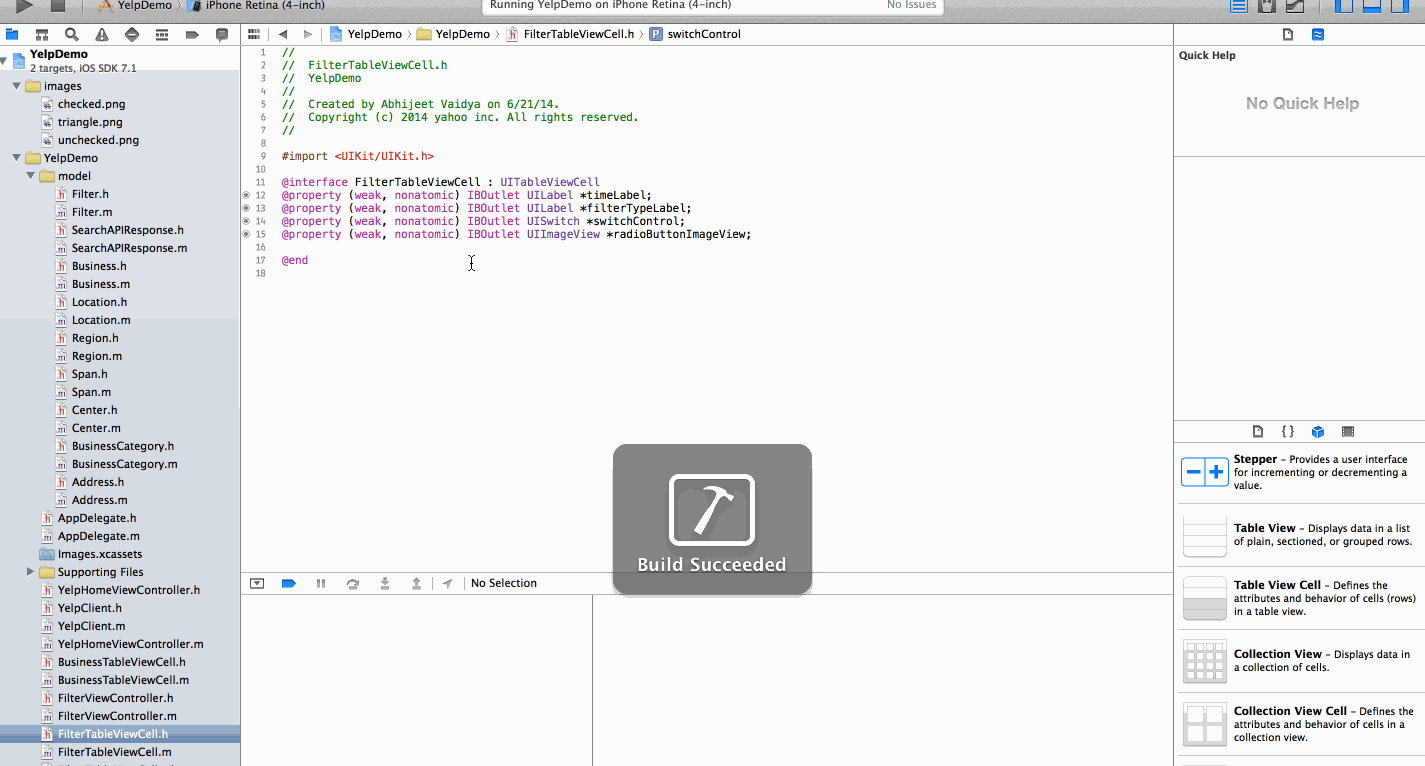 YelpDemo iPhone Retina (4-inch)
Running YelpDemo on iPhone Retina (4-inch) No Issues
YelpDemo YelpDemo FilterTableViewCell.h switchControl
YelpDemo
2 targets, iOS SDK 7.1
images
checked.png
triangle.png
unchecked.png
YelpDemo
model
Filter.h
Filter.m
SearchAPIResponse.h
SearchAPIResponse.m
Business.h
Business.m
Location.h
Location.m
Region.h
Region.m
Span.h
Span.m
Center.h
Center.m
BusinessCategory.h
BusinessCategory.m
Address.h
Address.m
AppDelegate.h
AppDelegate.m
Images.xcassets
Supporting Files
YelpHomeViewController.h
YelpClient.h
YelpClient.m
YelpHomeViewController.m
BusinessTableViewCell.h
BusinessTableViewCell.m
FilterViewController.h
FilterViewController.m
FilterTableViewCell.h
FilterTableViewCell.m
1 //
2 // FilterTableViewCell.h
3 // YelpDemo
4 //
5 // Created by Abhijeet Vaidya on 6/21/14.
6 // Copyright (c) 2014 yahoo inc. All rights reserved.
7 //
8
9 #import <UIKit/UIKit.h>
10
11 @interface FilterTableViewCell : UITableViewCell
12 @property (weak, nonatomic) IBOutlet UILabel *timeLabel;
13 @property (weak, nonatomic) IBOutlet UILabel *filterTypeLabel;
14 @property (weak, nonatomic) IBOutlet UISwitch *switchControl;
15 @property (weak, nonatomic) IBOutlet UIImageView *radioButtonImageView;
16
17 @end
18
Build Succeeded
No Selection
Quick Help
No Quick Help
{ }
Stepper – Provides a user interface
for incrementing or decrementing a
value.
Table View – Displays data in a list
of plain, sectioned, or grouped rows.
Table View Cell – Defines the
attributes and behavior of cells (rows)
in a table view.
Collection View – Displays data in
a collection of cells.
Collection View Cell – Defines the
attributes and behavior of cells in a
collection view.